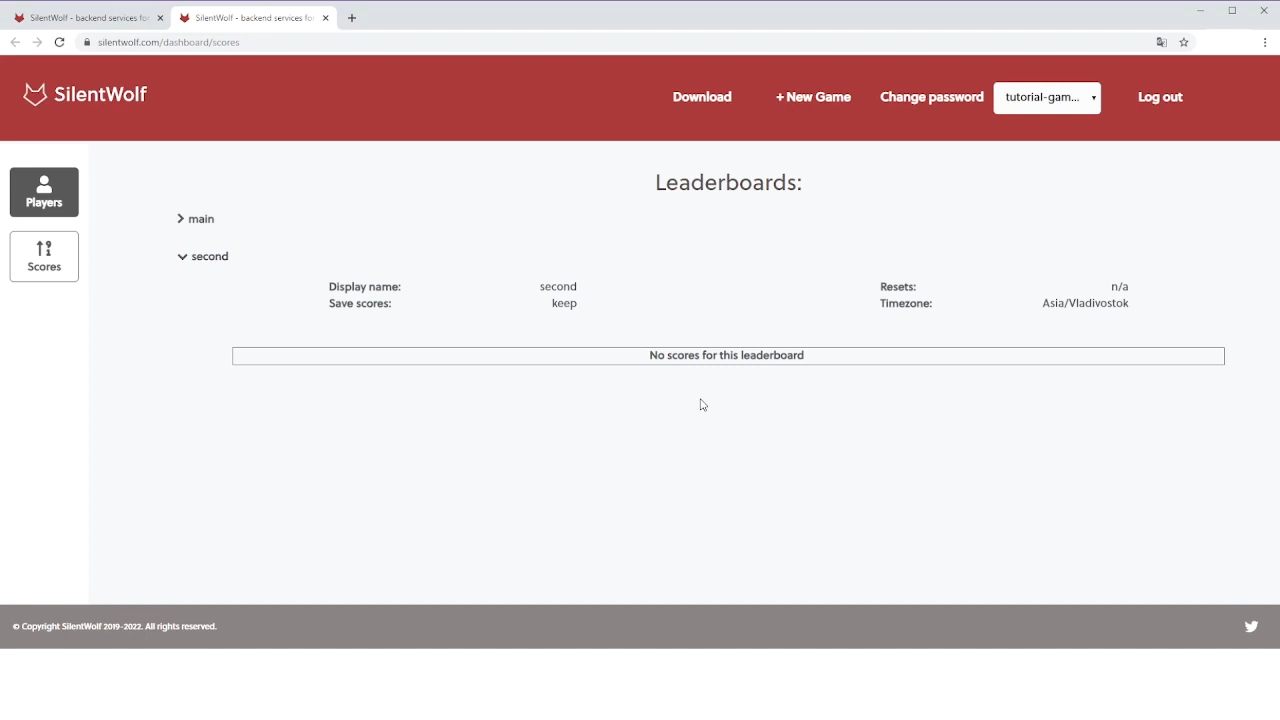 SilentWolf - backend services for
SilentWolf - backend services for
silentwolf.com/dashboard/scores
SilentWolf
Download
+ New Game
Change password
tutorial-gam...
Log out
Players
Scores
Leaderboards:
main
second
Display name: second
Resets: n/a
Save scores: keep
Timezone: Asia/Vladivostok
No scores for this leaderboard
© Copyright SilentWolf 2019-2022. All rights reserved.